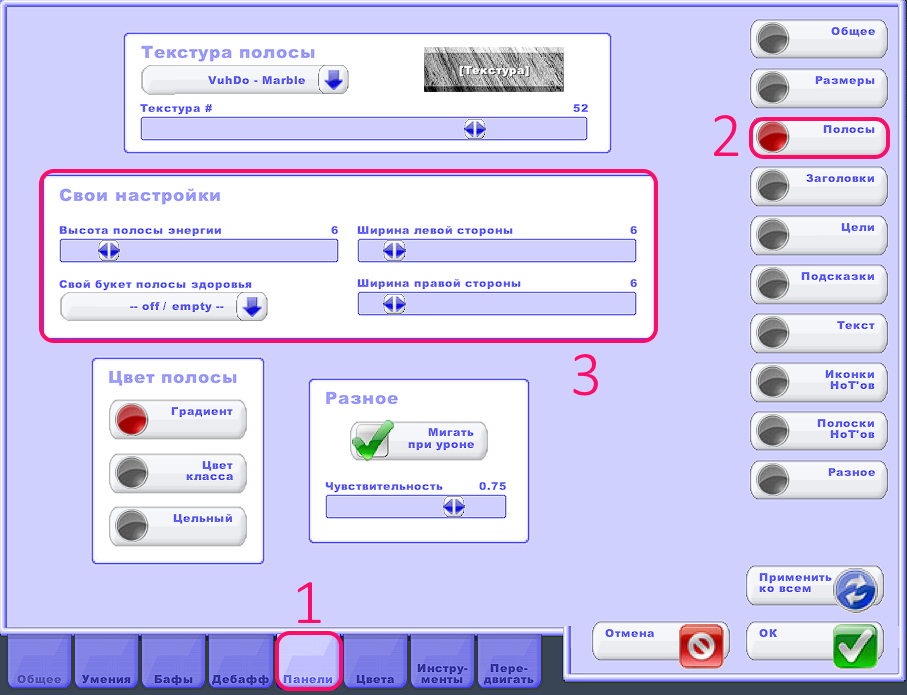 Текстура полосы
VuhDo - Marble
[Текстура]
Текстура #
52
Свои настройки
Высота полосы энергии
6
Ширина левой стороны
6
Свой букет полосы здоровья
-- off / empty --
Ширина правой стороны
6
3
Цвет полосы
Градиент
Цвет
класса
Цельный
Разное
Мигать
при уроне
Чувствительность
0.75
Общее
Размеры
2
Полосы
Заголовки
Цели
Подсказки
Текст
Иконки
HoT'ов
Полоски
HoT'ов
Разное
Применить
ко всем
Отмена
OK
1
Общее
Умения
Бафы
Дебафф
Панели
Цвета
Инстру-
менты
Пере-
двигать